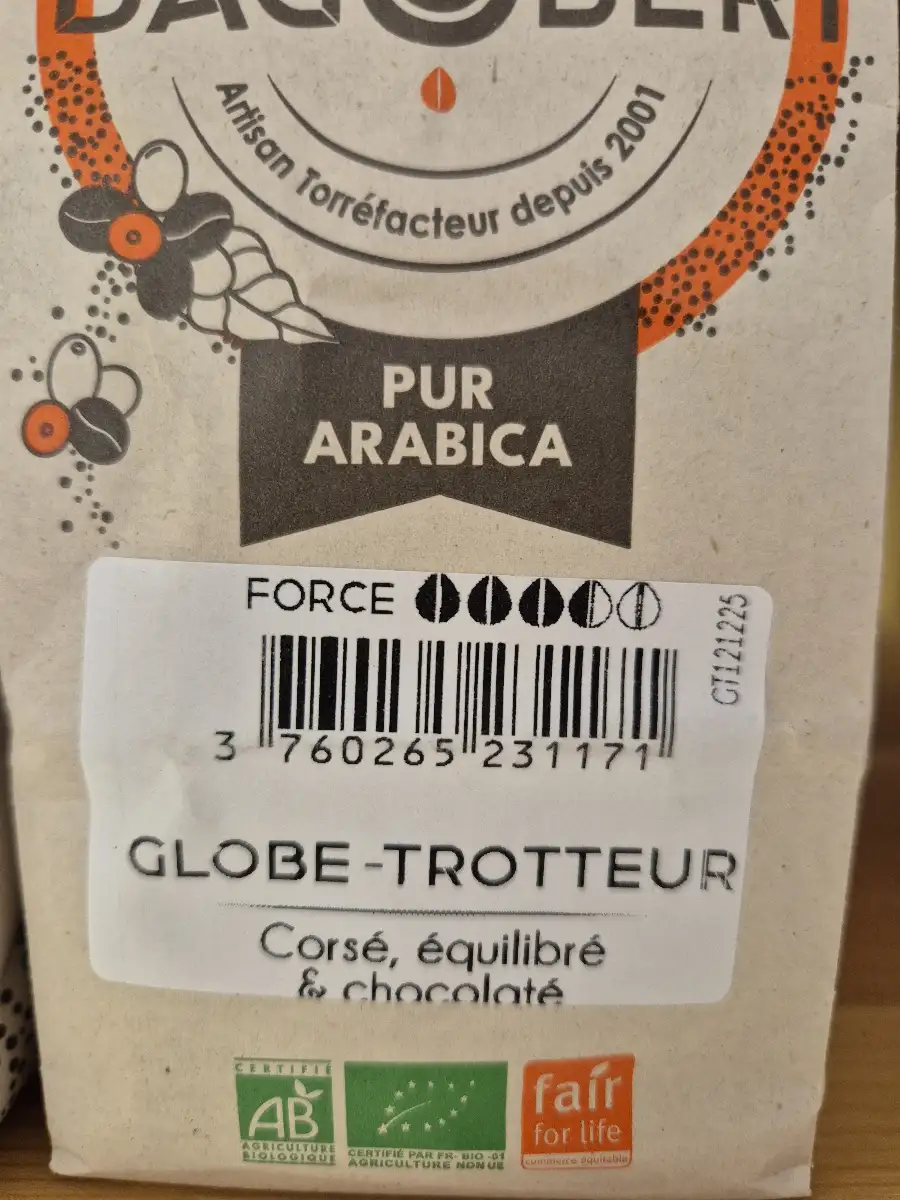 DAGOBERT
Artisan Torréfacteur depuis 2001
PUR
ARABICA
FORCE
GT121225
3 760265 231171
GLOBE-TROTTEUR
Corsé, équilibré
& chocolaté
CERTIFIÉ
AB
AGRICULTURE
BIOLOGIQUE
CERTIFIÉ PAR FR-BIO-01
AGRICULTURE NON UE
fair
for life
commerce équitable